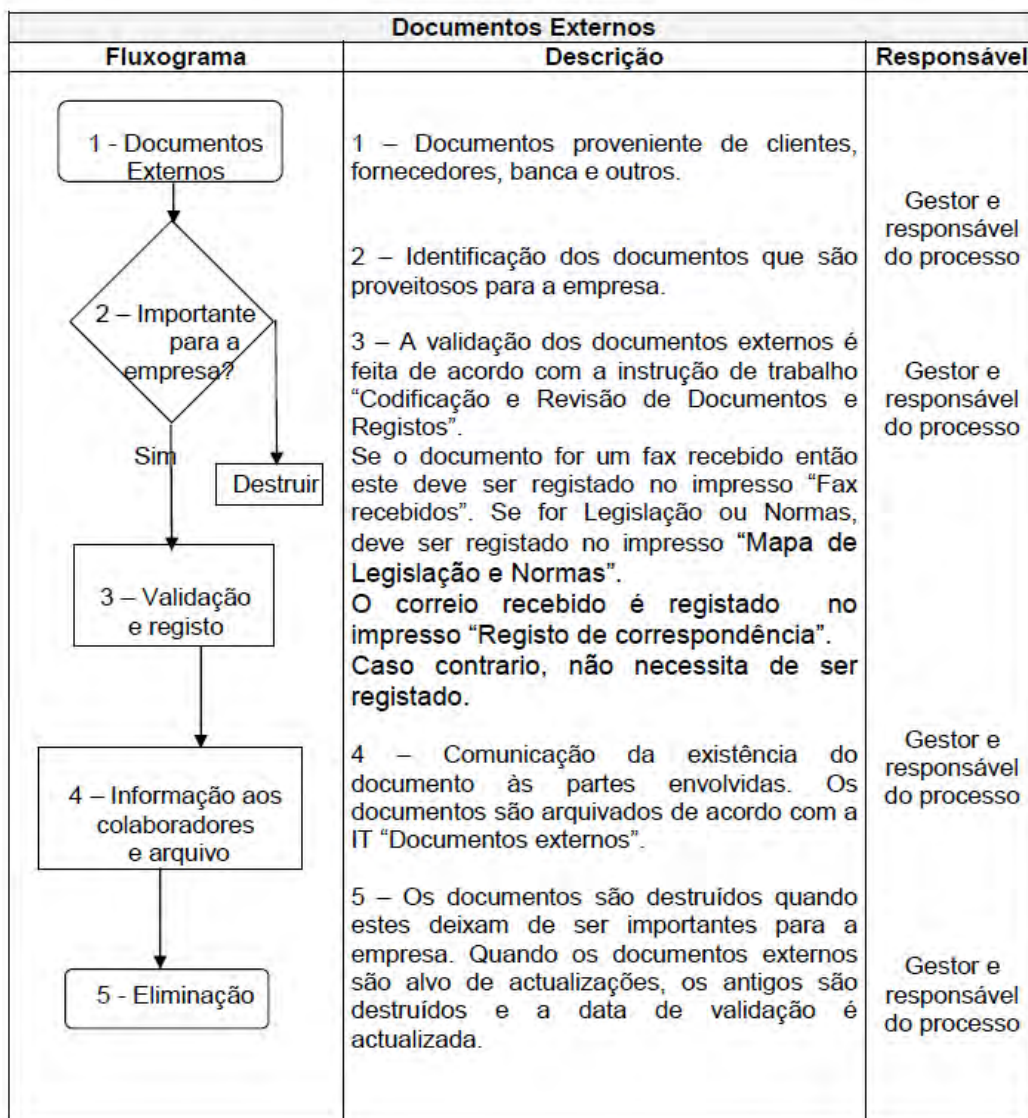 Documentos Externos
Fluxograma
Descrição
Responsável
1 - Documentos
Externos
2 – Importante
para a
empresa?
Sim
Destruir
3 – Validação
e registo
4 – Informação aos
colaboradores
e arquivo
5 - Eliminação
1 – Documentos proveniente de clientes,
fornecedores, banca e outros.
2 – Identificação dos documentos que são
proveitosos para a empresa.
3 – A validação dos documentos externos é
feita de acordo com a instrução de trabalho
“Codificação e Revisão de Documentos e
Registos”.
Se o documento for um fax recebido então
este deve ser registado no impresso “Fax
recebidos”. Se for Legislação ou Normas,
deve ser registado no impresso “Mapa de
Legislação e Normas”.
O correio recebido é registado no
impresso “Registo de correspondência”.
Caso contrario, não necessita de ser
registado.
4 – Comunicação da existência do
documento às partes envolvidas. Os
documentos são arquivados de acordo com a
IT “Documentos externos”.
5 – Os documentos são destruídos quando
estes deixam de ser importantes para a
empresa. Quando os documentos externos
são alvo de actualizações, os antigos são
destruídos e a data de validação é
actualizada.
Gestor e
responsável
do processo
Gestor e
responsável
do processo
Gestor e
responsável
do processo
Gestor e
responsável
do processo